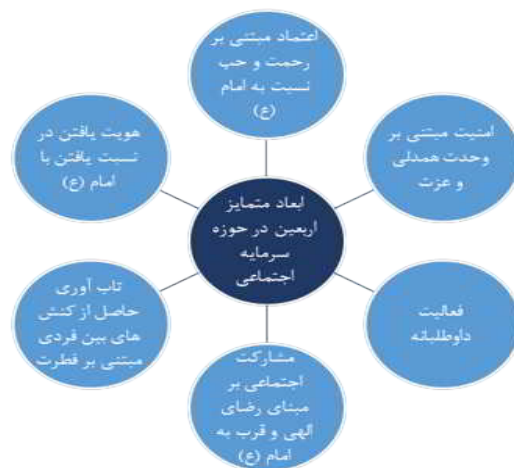 اعتماد مبتنی بر
رحمت و حب
نسبت به امام
(ع)
امنیت مبتنی بر
وحدت همدلی
و عزت
هویت یافتن در
نسبت یافتن با
امام (ع)
ابعاد متمایز
اربعین در حوزه
سرمایه
اجتماعی
فعالیت
داوطلبانه
تاب آوری
حاصل از کنش
های بین فردی
مبتنی بر فطرت
مشارکت
اجتماعی بر
مبنای رضای
الهی و قرب به
امام (ع)